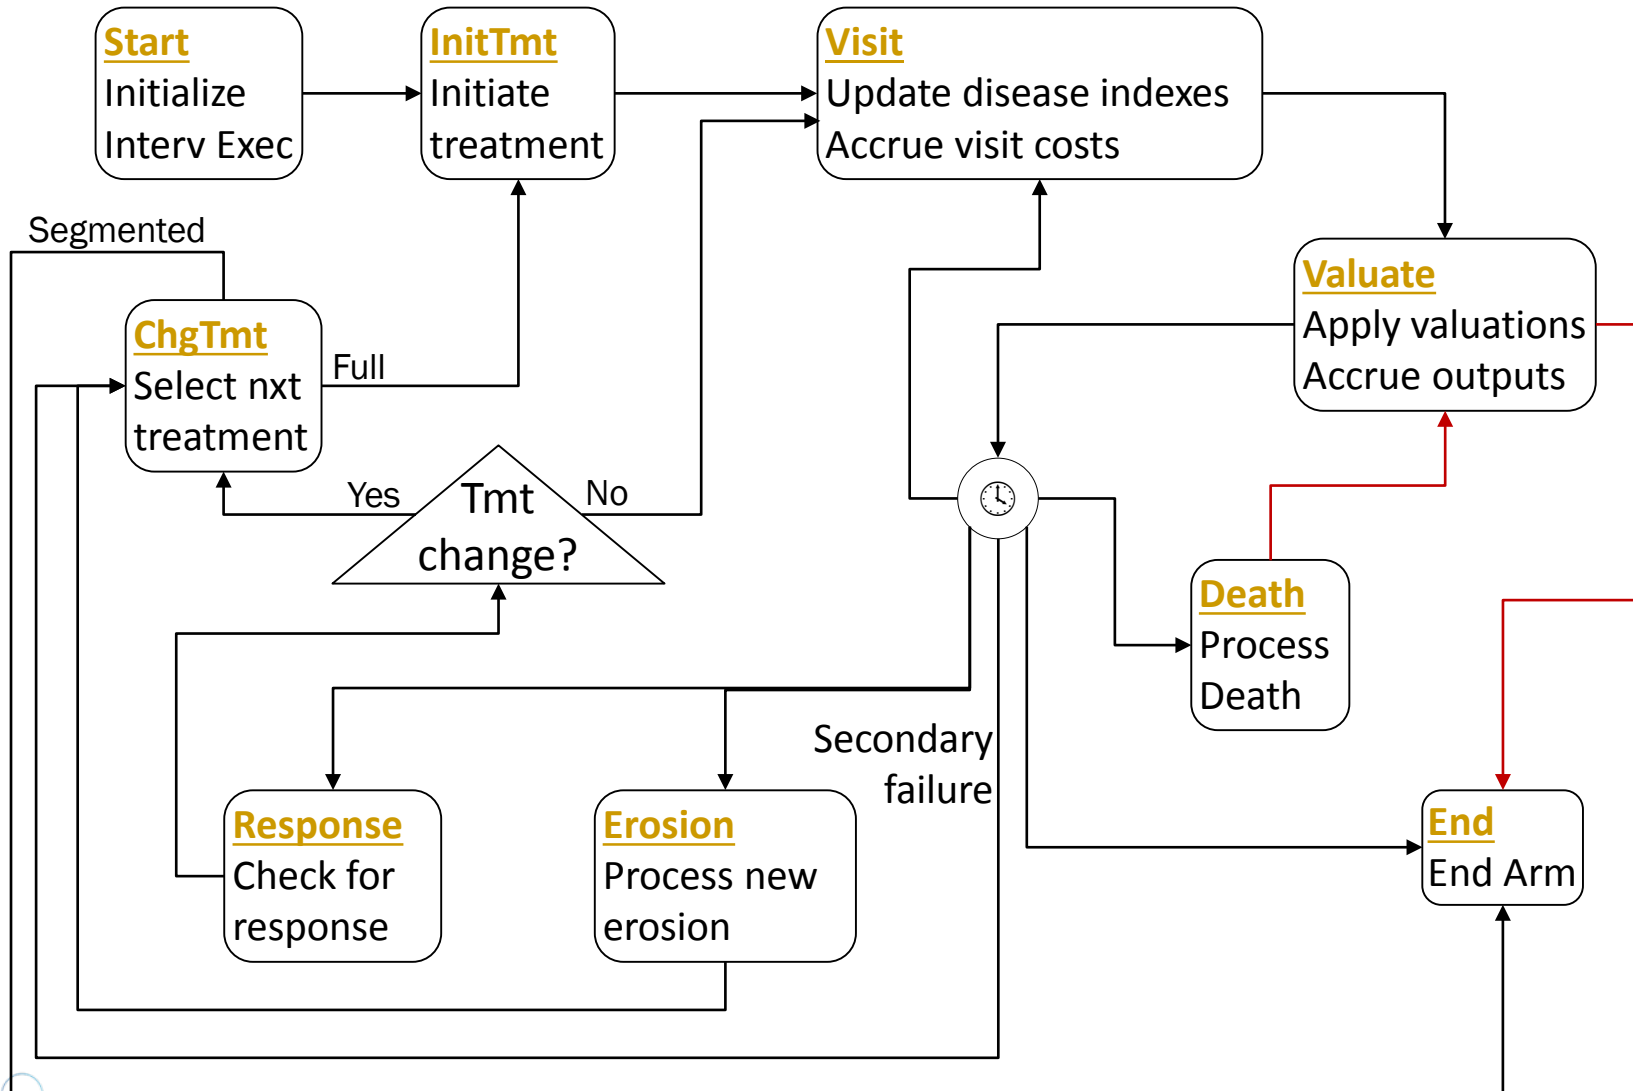 Start
Initialize
Interv Exec
InitTmt
Initiate
treatment
Visit
Update disease indexes
Accrue visit costs
Segmented
Valuate
Apply valuations
Accrue outputs
ChgTmt
Select nxt
treatment
Full
Yes
Tmt
change?
No
Death
Process
Death
Secondary
failure
Response
Check for
response
Erosion
Process new
erosion
End
End Arm